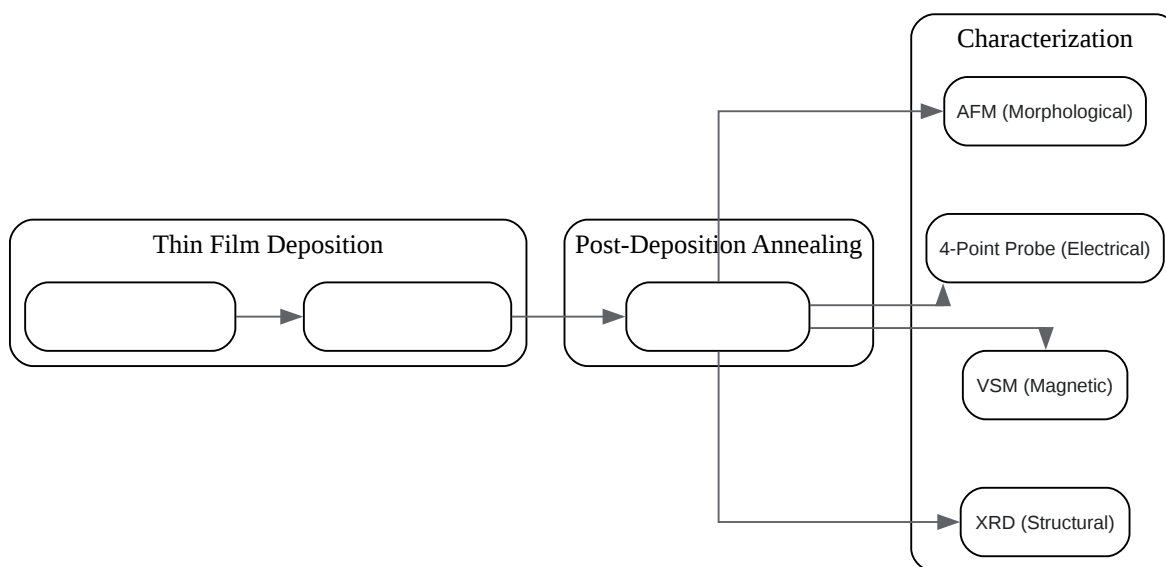 Characterization
AFM (Morphological)
Thin Film Deposition
Post-Deposition Annealing
4-Point Probe (Electrical)
VSM (Magnetic)
XRD (Structural)